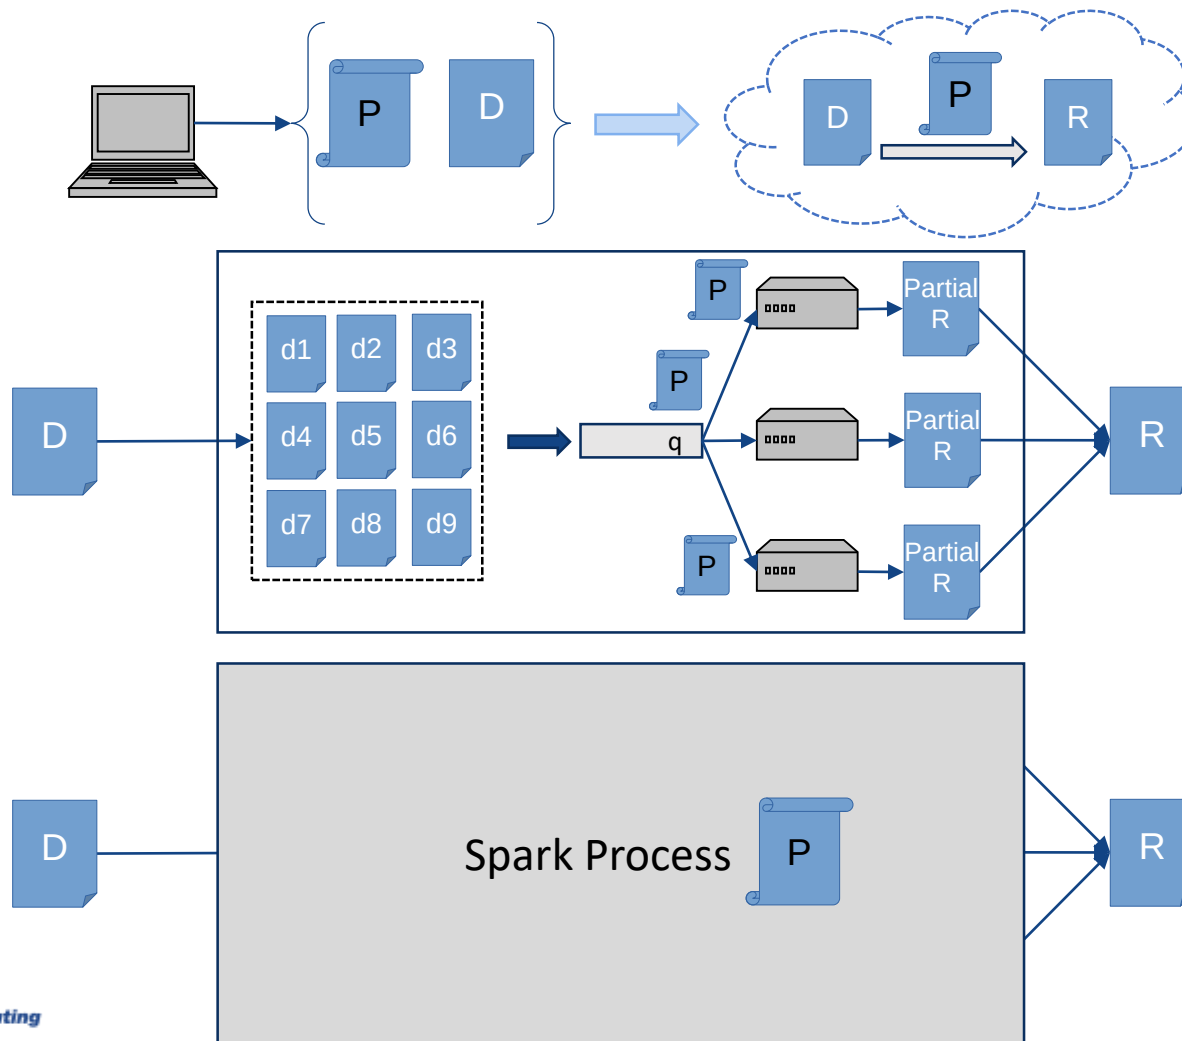 P
D
D
P
R
D
d1 d2 d3
d4 d5 d6
d7 d8 d9
q
P
P
P
Partial
R
Partial
R
Partial
R
R
D
Spark Process
P
R